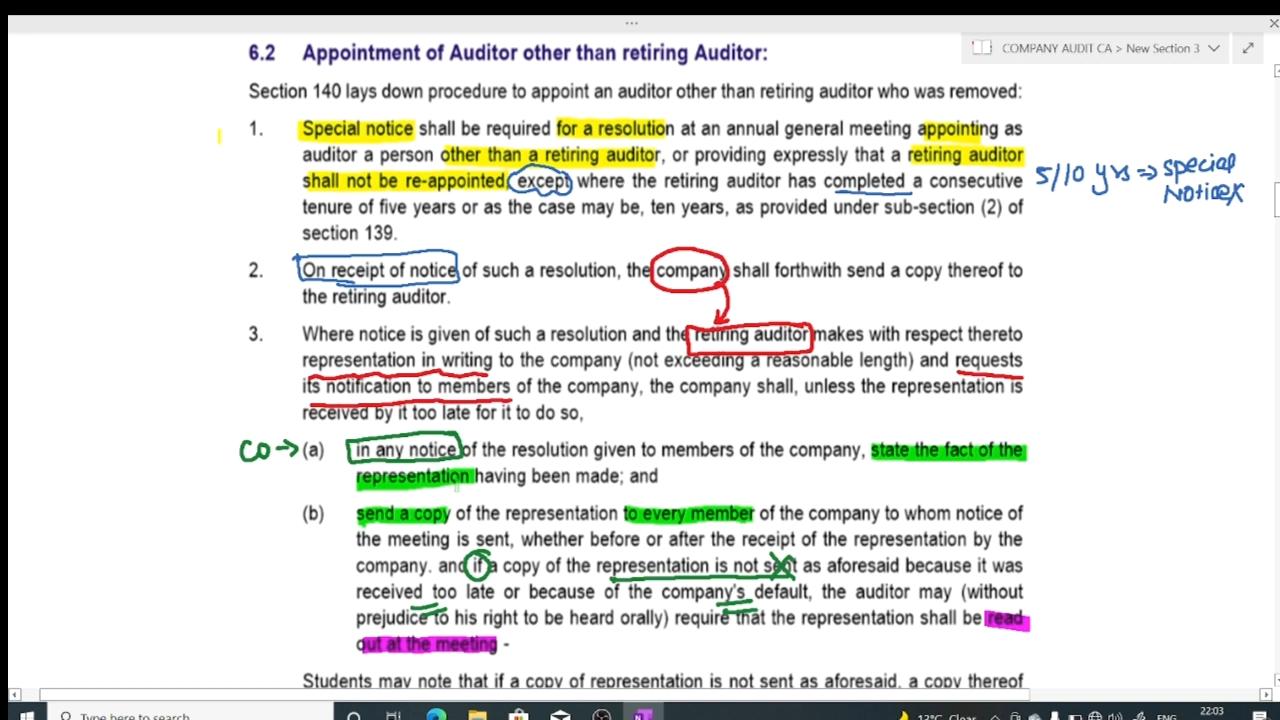 ...
6.2 Appointment of Auditor other than retiring Auditor:
COMPANY AUDIT CA > New Section 3
Section 140 lays down procedure to appoint an auditor other than retiring auditor who was removed:
1. Special notice shall be required for a resolution at an annual general meeting appointing as
auditor a person other than a retiring auditor, or providing expressly that a retiring auditor
shall not be re-appointed, except where the retiring auditor has completed a consecutive
5/10 yrs ⇒ special
Notice X
tenure of five years or as the case may be, ten years, as provided under sub-section (2) of
section 139.
2. On receipt of notice of such a resolution, the company shall forthwith send a copy thereof to
the retiring auditor.
3. Where notice is given of such a resolution and the retiring auditor makes with respect thereto
representation in writing to the company (not exceeding a reasonable length) and requests
its notification to members of the company, the company shall, unless the representation is
received by it too late for it to do so,
CO → (a) in any notice of the resolution given to members of the company, state the fact of the
representation having been made; and
(b) send a copy of the representation to every member of the company to whom notice of
the meeting is sent, whether before or after the receipt of the representation by the
company. and if a copy of the representation is not sent as aforesaid because it was
received too late or because of the company's default, the auditor may (without
prejudice to his right to be heard orally) require that the representation shall be read
out at the meeting -
Students may note that if a copy of representation is not sent as aforesaid, a copy thereof
Type here to search
13°C Clear
ENG
22:03